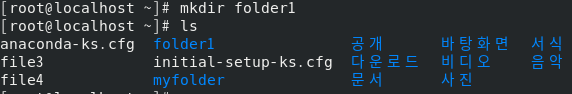 [root@localhost ~]# mkdir folder1
[root@localhost ~]# ls
anaconda-ks.cfg folder1 공개 바탕화면 서식
file3 initial-setup-ks.cfg 다운로드 비디오 음악
file4 myfolder 문서 사진